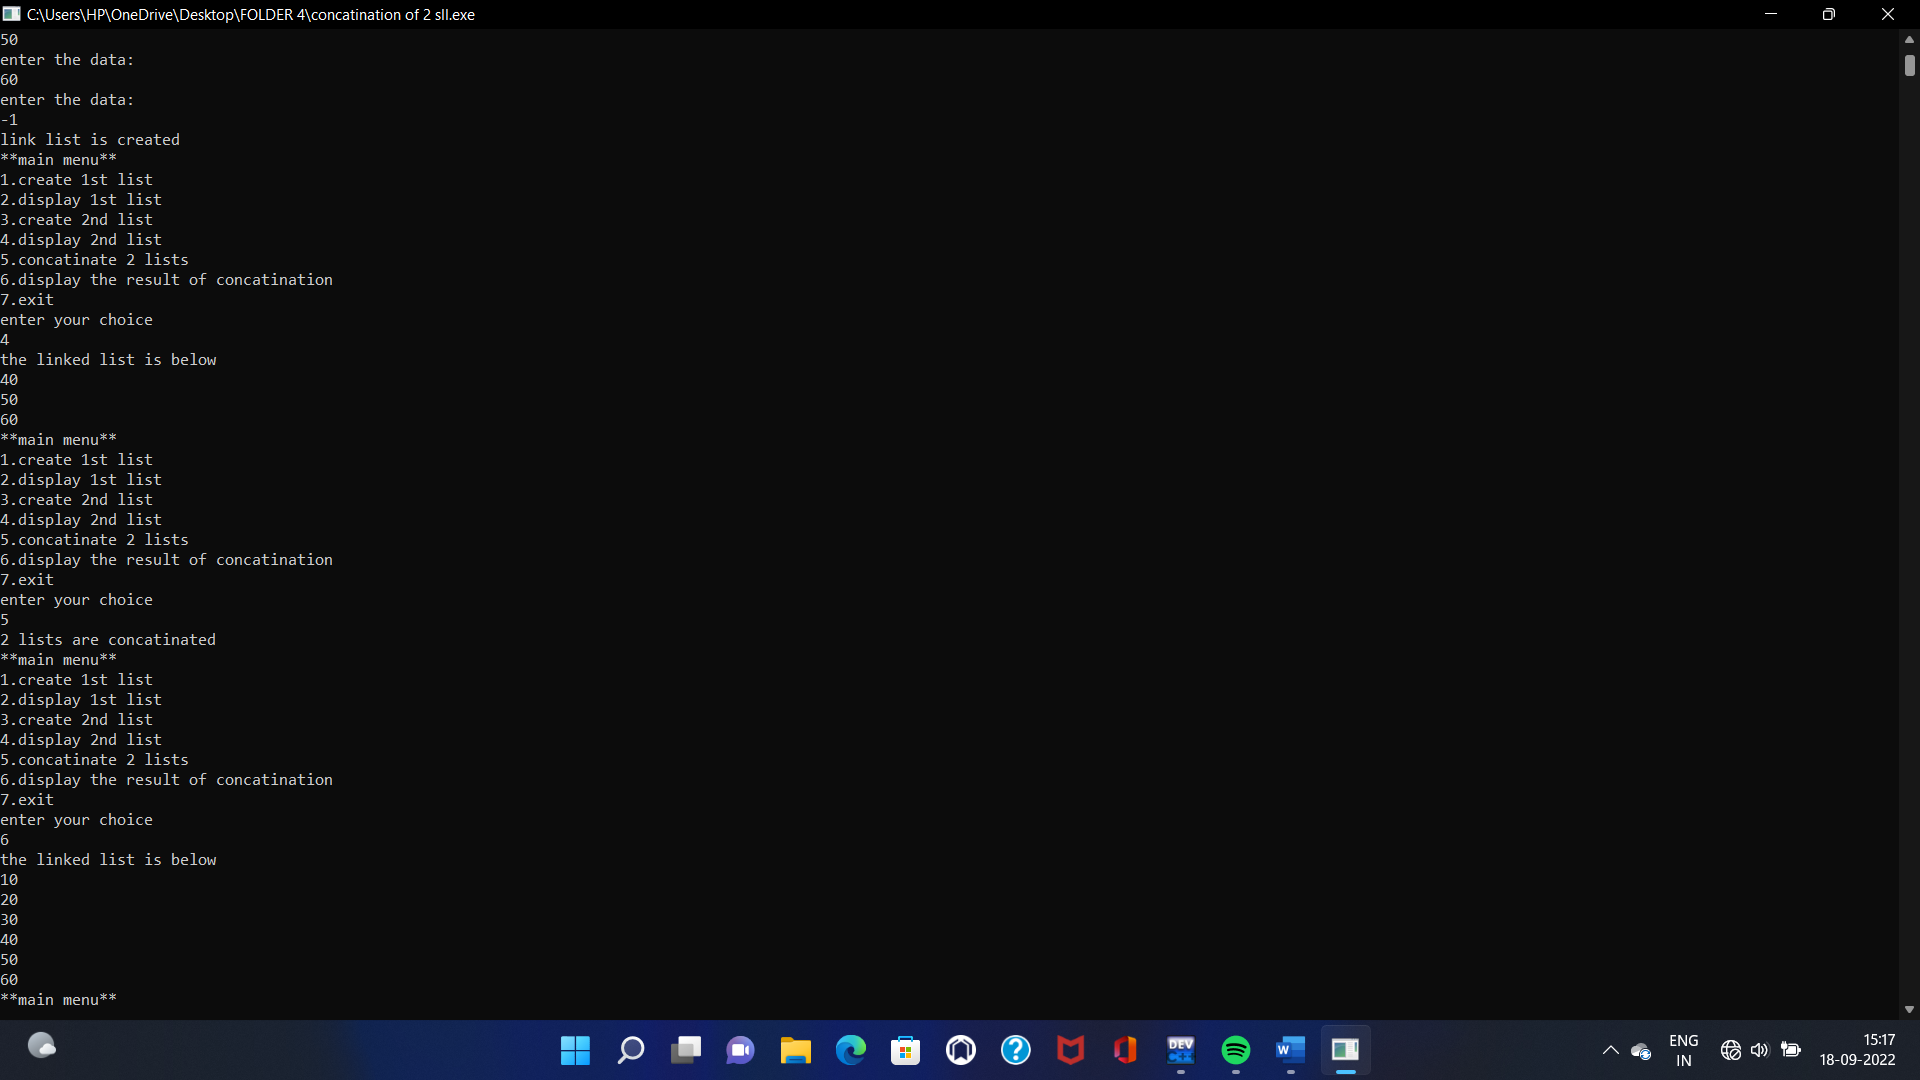 C:\Users\HP\OneDrive\Desktop\FOLDER 4\concatination of 2 sll.exe
50
enter the data:
60
enter the data:
-1
link list is created
**main menu**
1.create 1st list
2.display 1st list
3.create 2nd list
4.display 2nd list
5.concatinate 2 lists
6.display the result of concatination
7.exit
enter your choice
4
the linked list is below
40
50
60
**main menu**
1.create 1st list
2.display 1st list
3.create 2nd list
4.display 2nd list
5.concatinate 2 lists
6.display the result of concatination
7.exit
enter your choice
5
2 lists are concatinated
**main menu**
1.create 1st list
2.display 1st list
3.create 2nd list
4.display 2nd list
5.concatinate 2 lists
6.display the result of concatination
7.exit
enter your choice
6
the linked list is below
10
20
30
40
50
60
**main menu**
DEV
C++
W
ENG
IN
15:17
18-09-2022